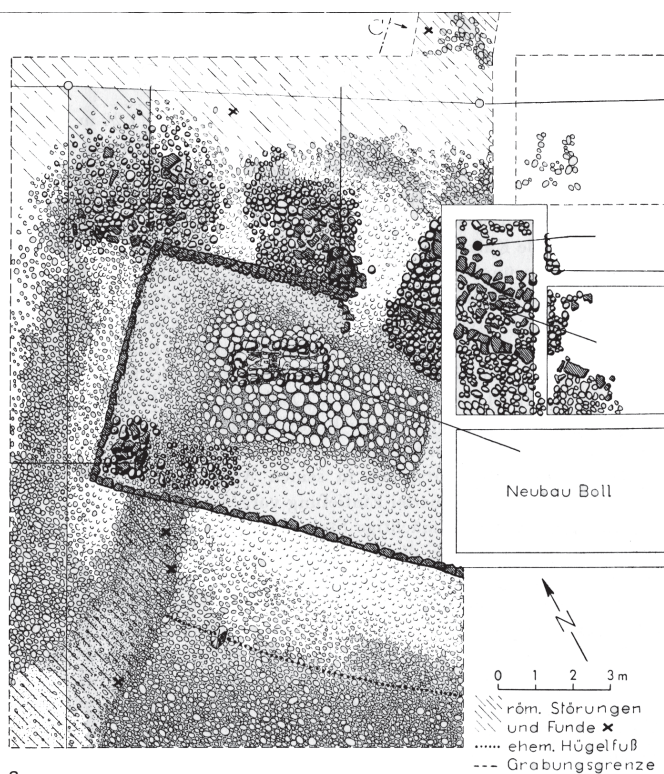 Neubau Boll
N
0 1 2 3 m
röm. Störungen
und Funde ×
ehem. Hügelfuß
Grabungsgrenze